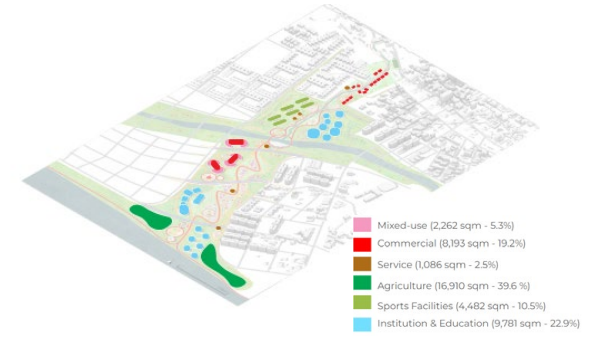 Mixed-use (2,262 sqm - 5.3%)
Commercial (8,193 sqm - 19.2%)
Service (1,086 sqm - 2.5%)
Agriculture (16,910 sqm - 39.6 %)
Sports Facilities (4,482 sqm - 10.5%)
Institution & Education (9,781 sqm - 22.9%)